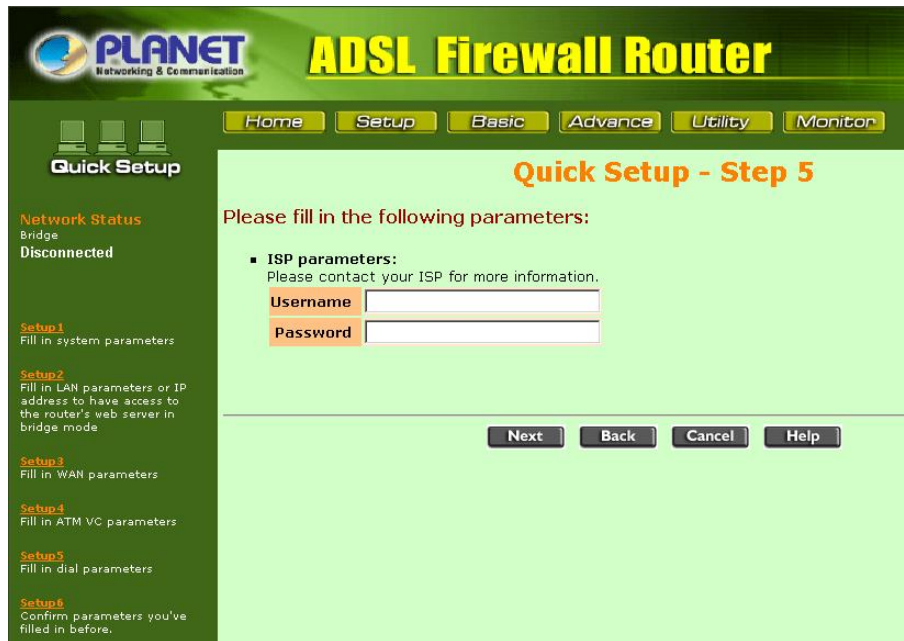 PLANET
Networking & Communication
ADSL Firewall Router
Home
Setup
Basic
Advance
Utility
Monitor
Quick Setup
Network Status
Bridge
Disconnected
Setup1
Fill in system parameters
Setup2
Fill in LAN parameters or IP
address to have access to
the router's web server in
bridge mode
Setup3
Fill in WAN parameters
Setup4
Fill in ATM VC parameters
Setup5
Fill in dial parameters
Setup6
Confirm parameters you've
filled in before.
Quick Setup - Step 5
Please fill in the following parameters:
ISP parameters:
Please contact your ISP for more information.
Username
Password
Next
Back
Cancel
Help